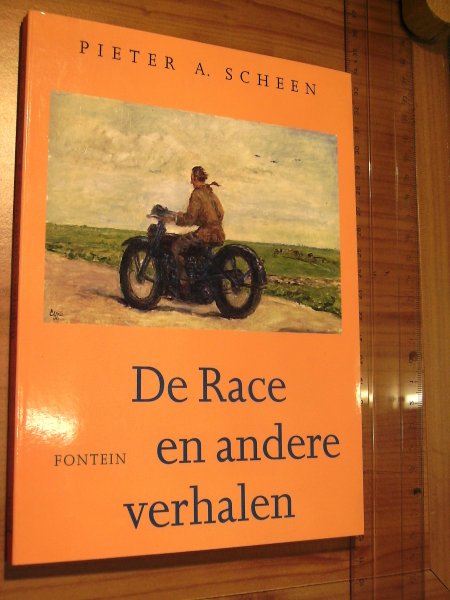 PIETER A. SCHEEN
De Race
FONTEIN en andere
verhalen